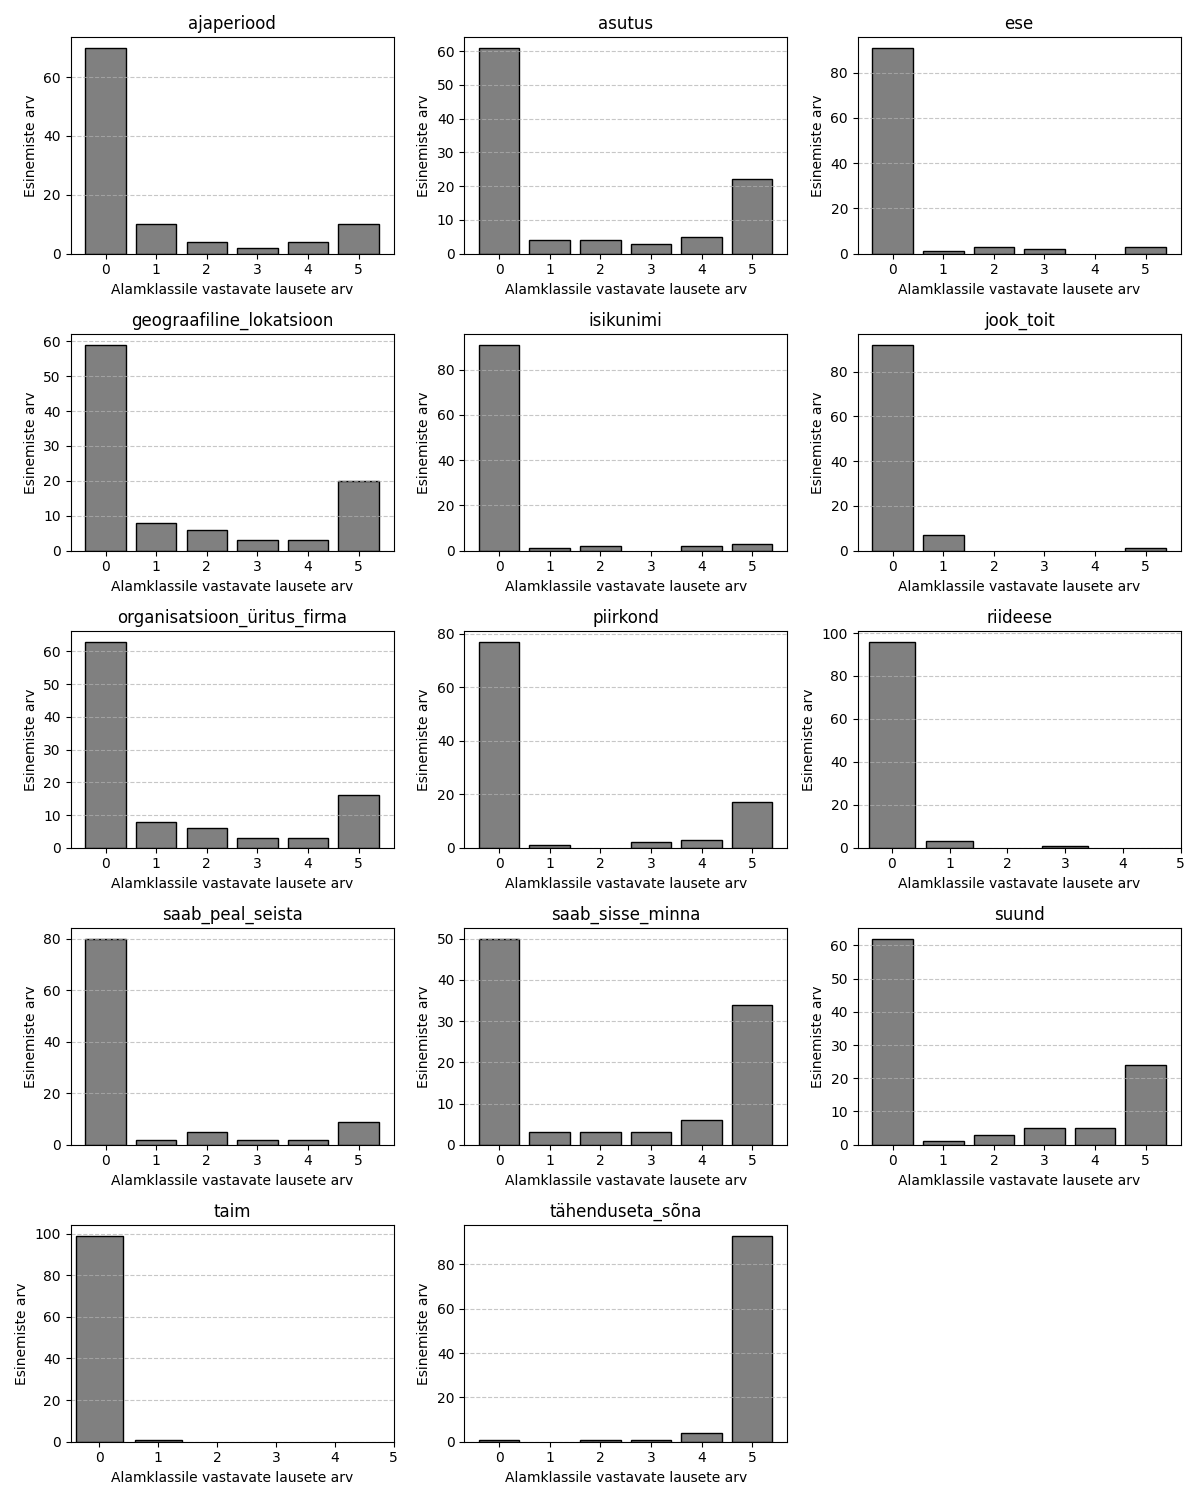 ajaperiood
Esinemiste arv
60
40
20
0
0 1 2 3 4 5
Alamklassile vastavate lausete arv
asutus
Esinemiste arv
60
50
40
30
20
10
0
0 1 2 3 4 5
Alamklassile vastavate lausete arv
ese
Esinemiste arv
80
60
40
20
0
0 1 2 3 4 5
Alamklassile vastavate lausete arv
geograafiline_lokatsioon
Esinemiste arv
60
50
40
30
20
10
0
0 1 2 3 4 5
Alamklassile vastavate lausete arv
isikunimi
Esinemiste arv
80
60
40
20
0
0 1 2 3 4 5
Alamklassile vastavate lausete arv
jook_toit
Esinemiste arv
80
60
40
20
0
0 1 2 3 4 5
Alamklassile vastavate lausete arv
organisatsioon_üritus_firma
Esinemiste arv
60
50
40
30
20
10
0
0 1 2 3 4 5
Alamklassile vastavate lausete arv
piirkond
Esinemiste arv
80
60
40
20
0
0 1 2 3 4 5
Alamklassile vastavate lausete arv
riideese
Esinemiste arv
100
80
60
40
20
0
0 1 2 3 4 5
Alamklassile vastavate lausete arv
saab_peal_seista
Esinemiste arv
80
60
40
20
0
0 1 2 3 4 5
Alamklassile vastavate lausete arv
saab_sisse_minna
Esinemiste arv
50
40
30
20
10
0
0 1 2 3 4 5
Alamklassile vastavate lausete arv
suund
Esinemiste arv
60
50
40
30
20
10
0
0 1 2 3 4 5
Alamklassile vastavate lausete arv
taim
Esinemiste arv
100
80
60
40
20
0
0 1 2 3 4 5
Alamklassile vastavate lausete arv
tähenduseta_sõna
Esinemiste arv
80
60
40
20
0
0 1 2 3 4 5
Alamklassile vastavate lausete arv